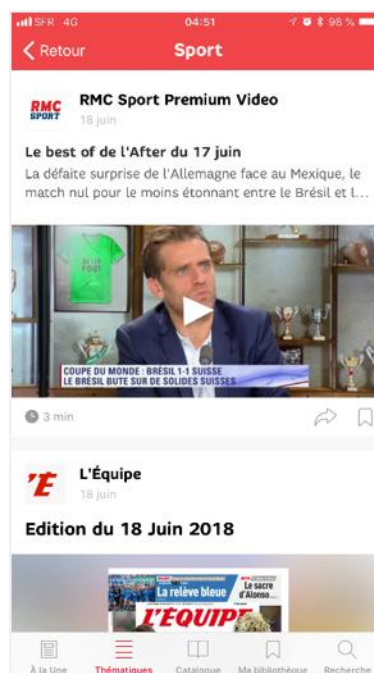 SFR 4G 04:51 98 %
Retour Sport
RMC SPORT
RMC Sport Premium Video
18 juin
Le best of de l'After du 17 juin
La défaite surprise de l'Allemagne face au Mexique, le
match nul pour le moins étonnant entre le Brésil et l...
COUPE DU MONDE : BRÉSIL 1-1 SUISSE
LE BRÉSIL BUTE SUR DE SOLIDES SUISSES
3 min
'E
L'Équipe
18 juin
Edition du 18 Juin 2018
La relève bleue
Le sacre
d'Alonso
L'ÉQUIPE
À la Une Thématiques Catalogue Ma bibliothèque Recherche